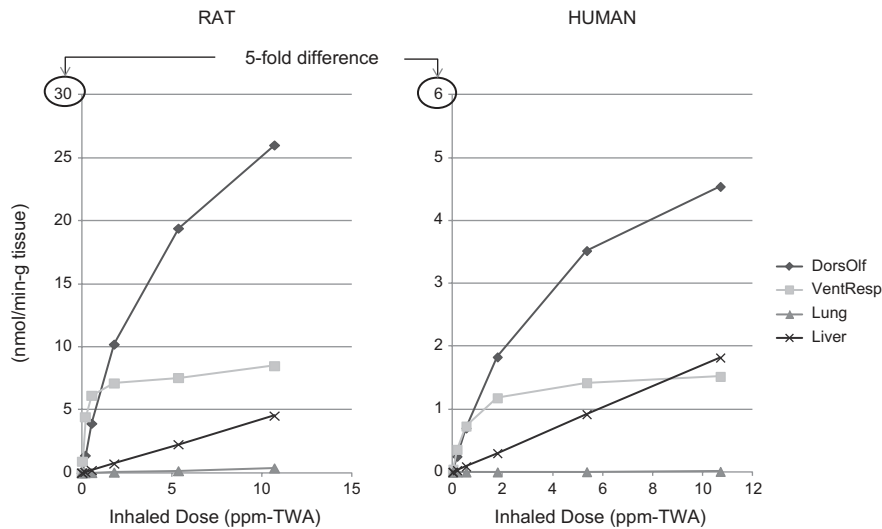 RAT
HUMAN
5-fold difference
(nmol/min-g tissue)
30
25
20
15
10
5
0
0
5
10
15
Inhaled Dose (ppm-TWA)
6
5
4
3
2
1
0
0
2
4
6
8
10
12
Inhaled Dose (ppm-TWA)
DorsOlf
VentResp
Lung
Liver